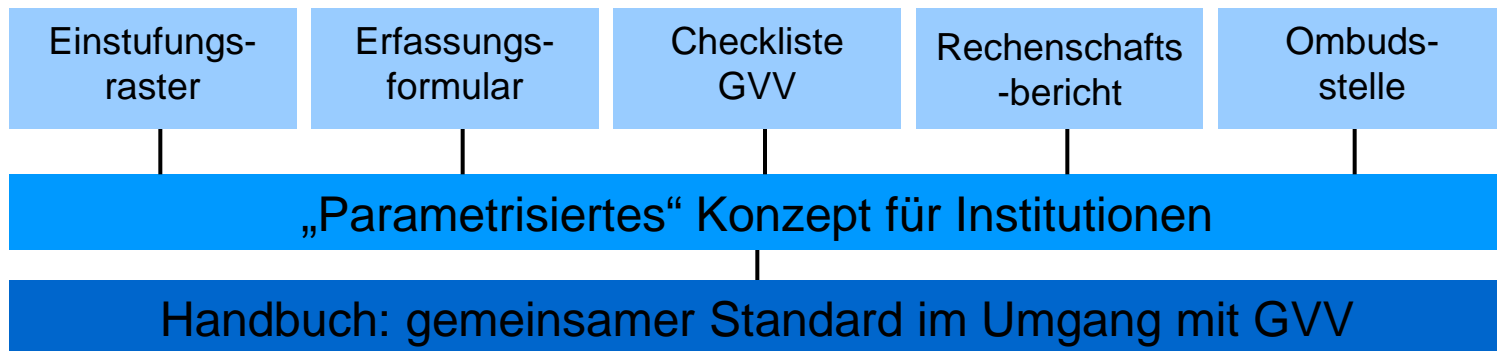 Einstufungs-
raster
Erfassungs-
formular
Checkliste
GVV
Rechenschafts
-bericht
Ombuds-
stelle
„Parametrisiertes“ Konzept für Institutionen
Handbuch: gemeinsamer Standard im Umgang mit GVV